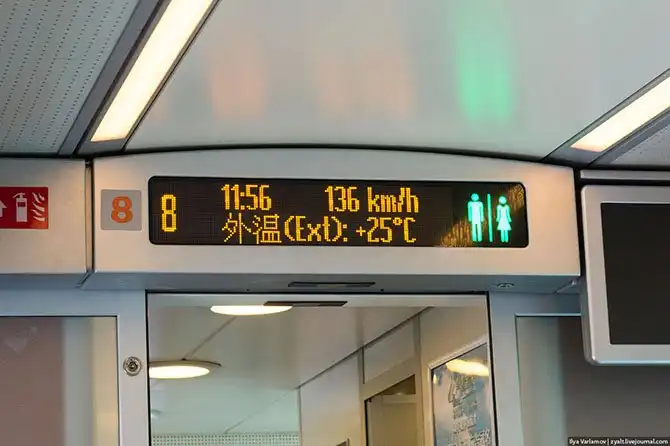 8
8
11:56 136 km/h
外温(Ext): +25°C
Ilya Varlamov | zyalt.livejournal.com